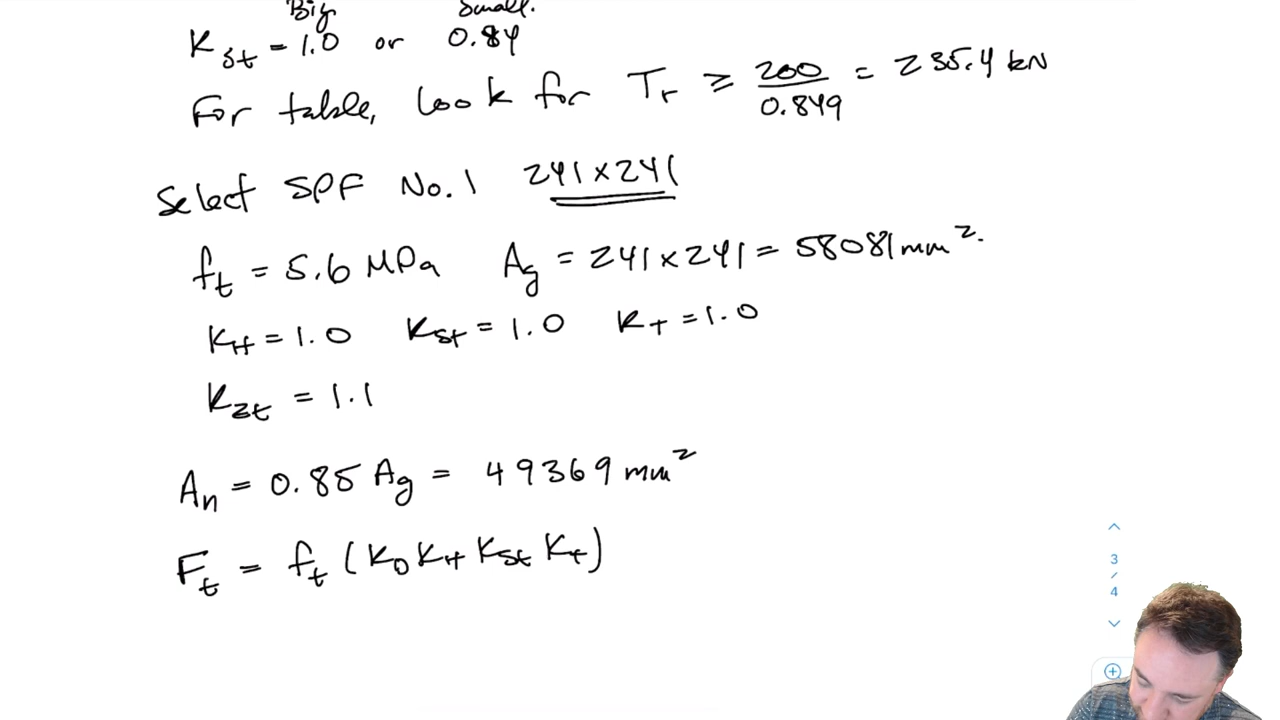 Big Small.
K_St = 1.0 or 0.84
For table, look for T_r ≥ 200/0.849 = 235.4 kN
Select SPF No. 1 241×241
f_t = 5.6 MPa A_g = 241×241 = 58081 mm².
K_H = 1.0 K_St = 1.0 K_T = 1.0
K_Zt = 1.1
A_n = 0.85 A_g = 49369 mm²
F_t = f_t (K_D K_H K_St K_T)
3
/
4